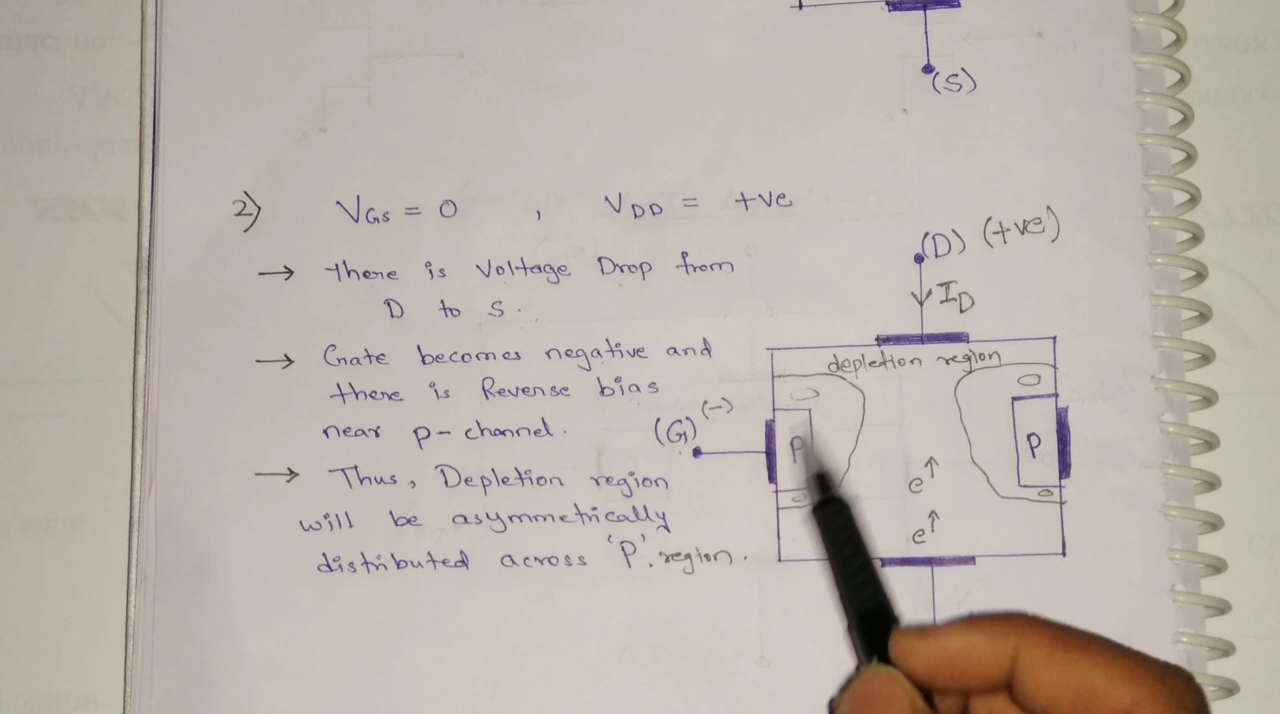 (S)
2) VGS = 0 , VDD = +ve
→ there is Voltage Drop from
D to S.
→ Gate becomes negative and
there is Reverse bias
near p-channel.
→ Thus, Depletion region
will be asymmetrically
distributed across 'P'. region.
(D) (+ve)
ID
depletion region
(G) (-)
P
P
e↑
e↑